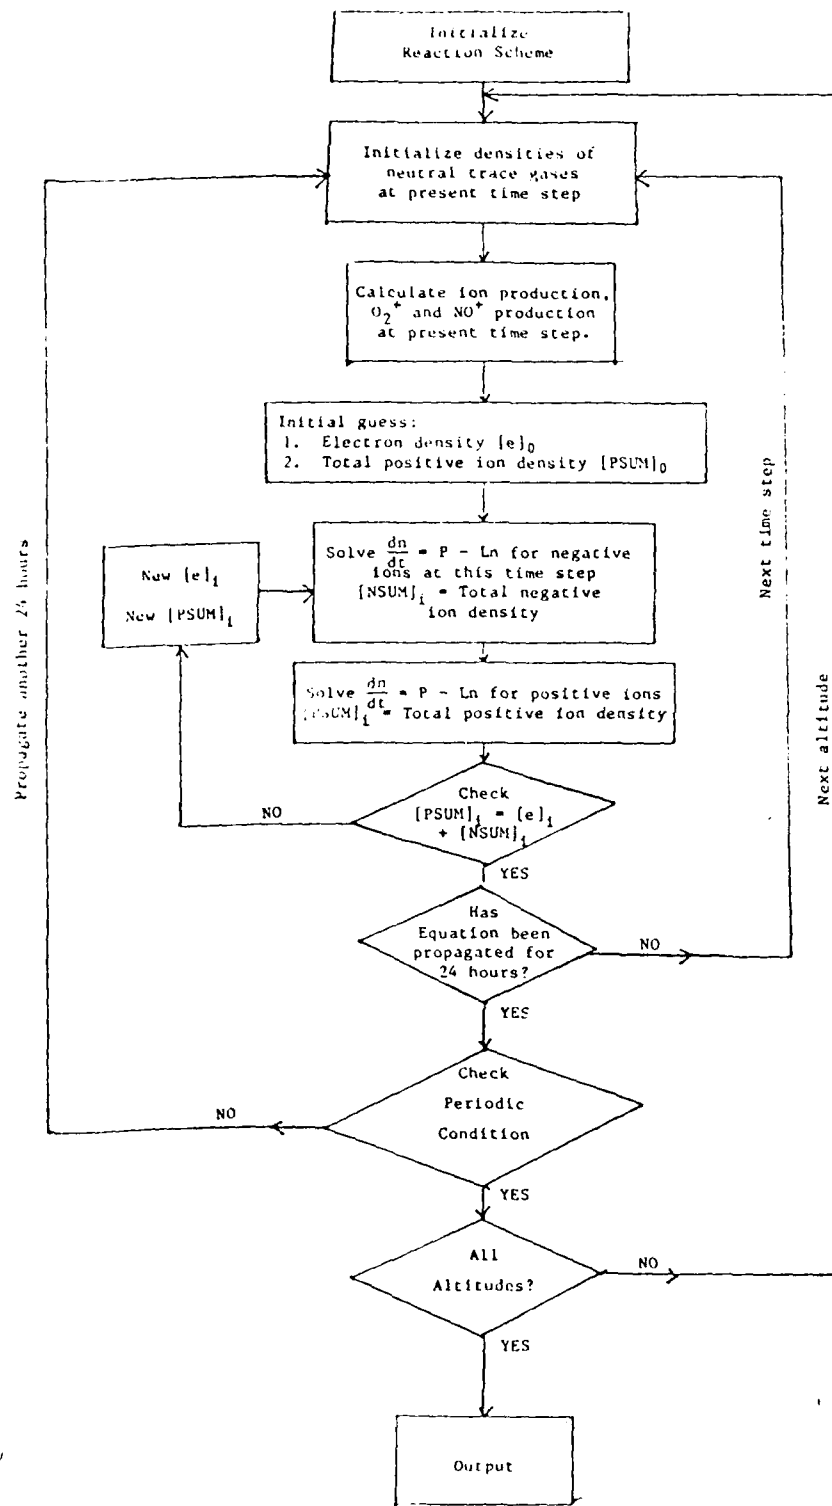 Initialize
Reaction Scheme
Initialize densities of
neutral trace gases
at present time step
Calculate ion production,
O₂⁺ and NO⁺ production
at present time step.
Initial guess:
1. Electron density [e]₀
2. Total positive ion density [PSUM]₀
Solve dn/dt = P - Ln for negative
ions at this time step
[NSUM]ᵢ = Total negative
ion density
New [e]ᵢ
New [PSUM]ᵢ
Solve dn/dt = P - Ln for positive ions
[PSUM]ᵢ = Total positive ion density
Check
[PSUM]ᵢ = [e]ᵢ
+ [NSUM]ᵢ
NO
YES
Has
Equation been
propagated for
24 hours?
NO
YES
Check
Periodic
Condition
NO
YES
All
Altitudes?
NO
YES
Output
Propagate another 24 hours
Next time step
Next altitude